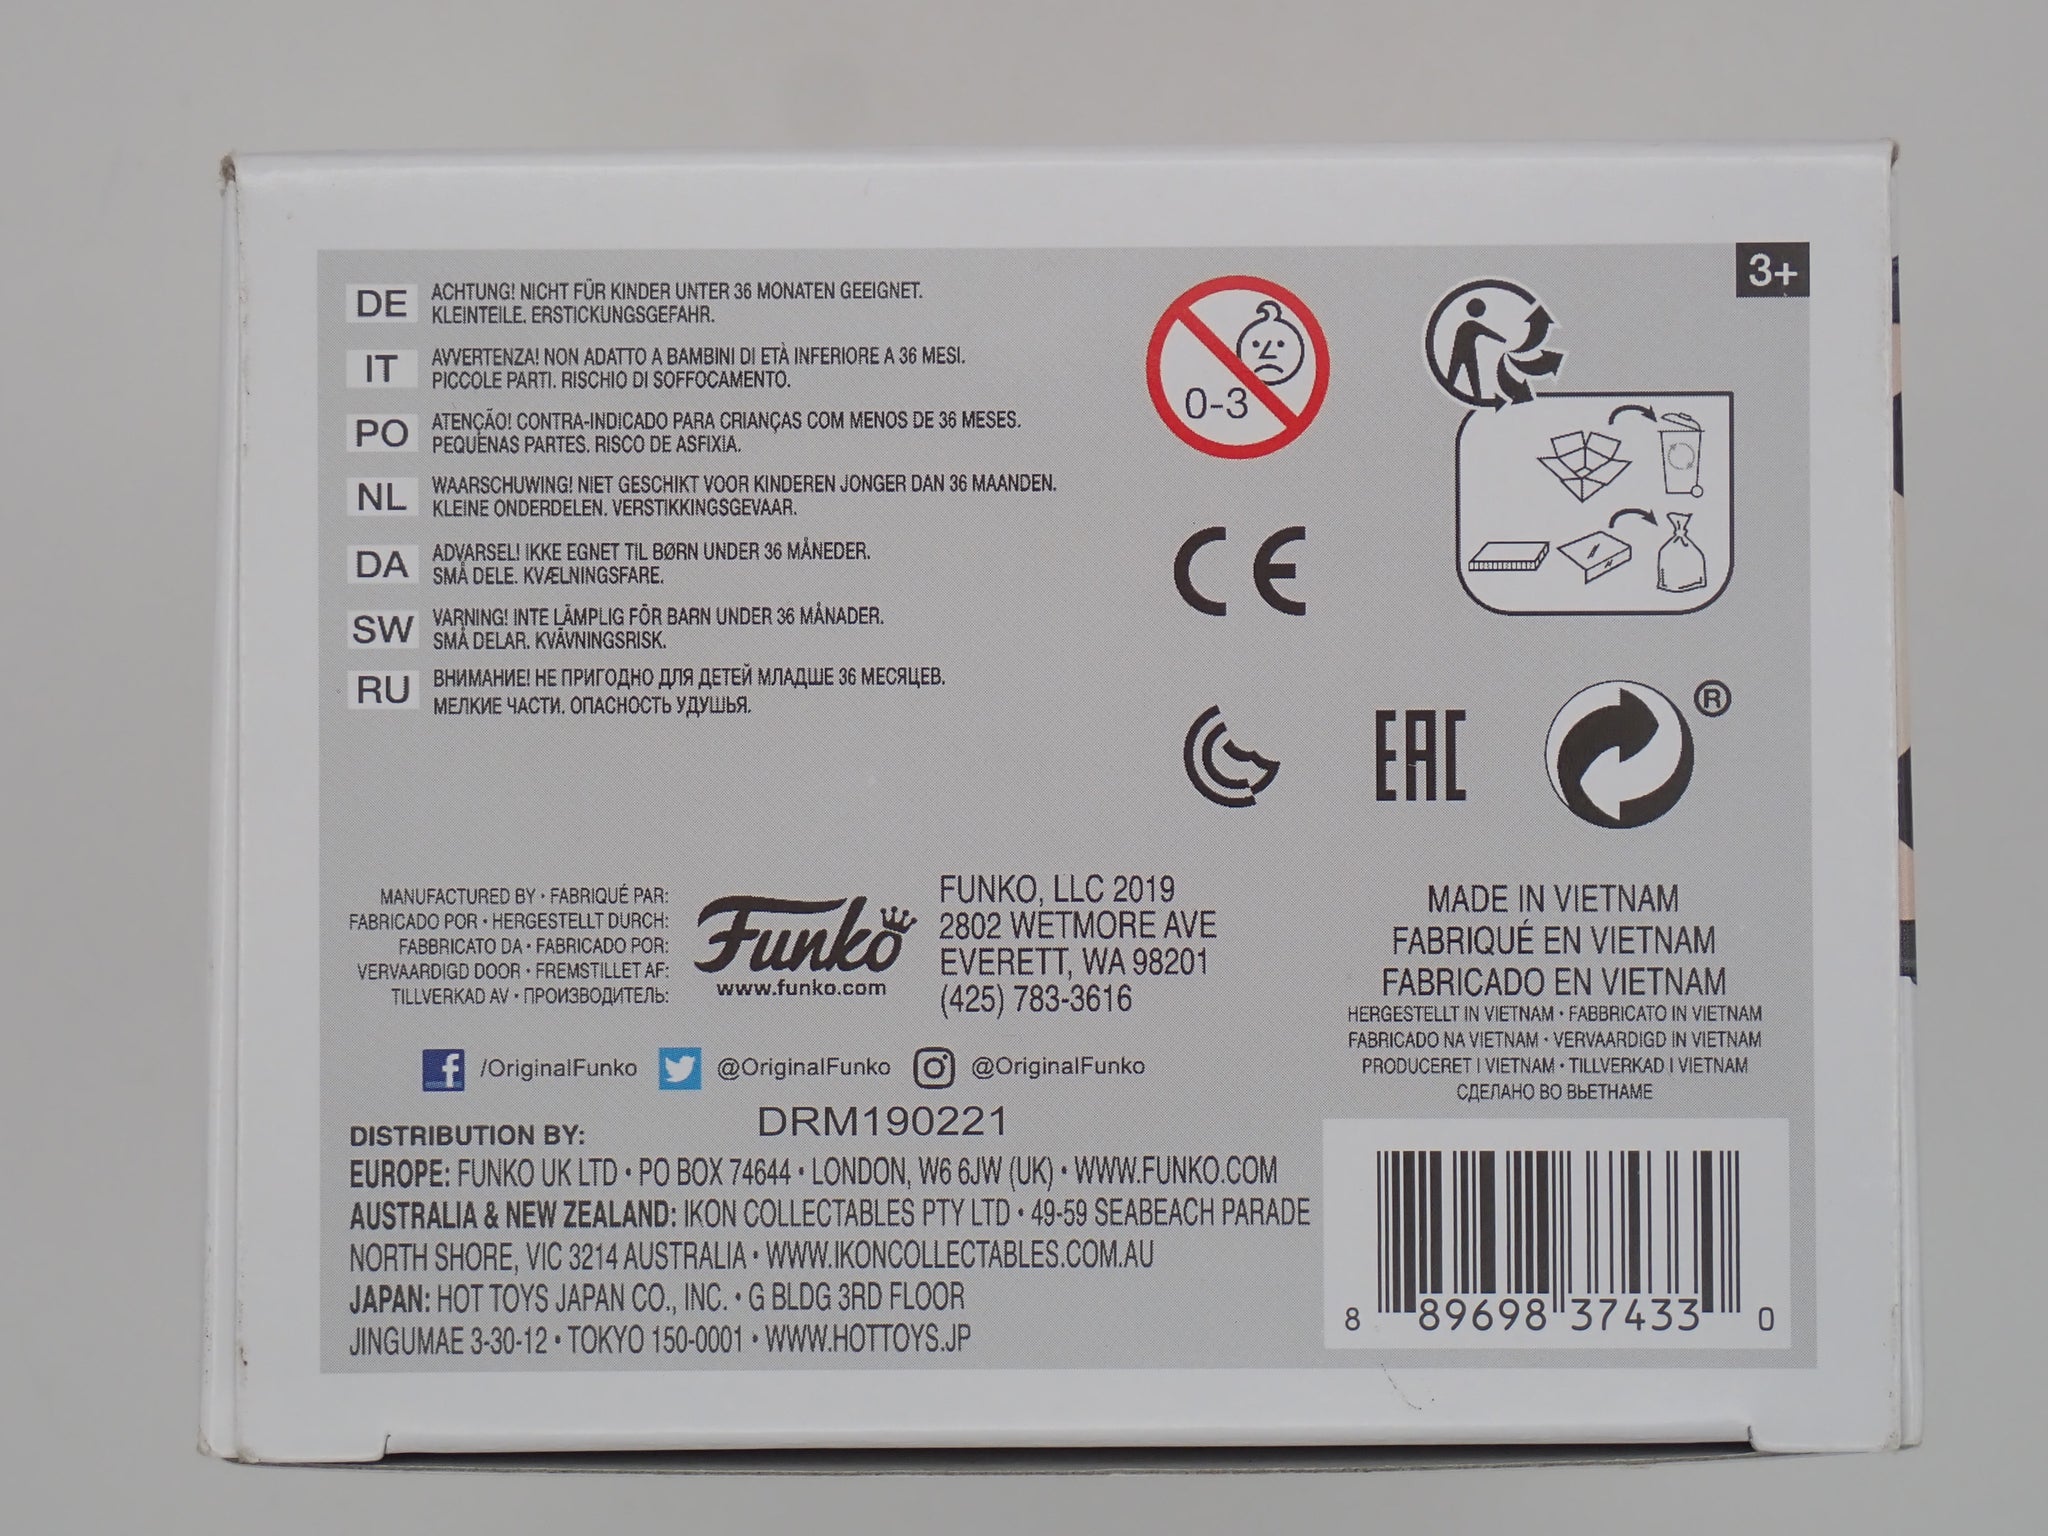 3+
DE
ACHTUNG! NICHT FÜR KINDER UNTER 36 MONATEN GEEIGNET.
KLEINTEILE. ERSTICKUNGSGEFAHR.
IT
AVVERTENZA! NON ADATTO A BAMBINI DI ETÀ INFERIORE A 36 MESI.
PICCOLE PARTI. RISCHIO DI SOFFOCAMENTO.
PO
ATENÇÃO! CONTRA-INDICADO PARA CRIANÇAS COM MENOS DE 36 MESES.
PEQUENAS PARTES. RISCO DE ASFIXIA.
NL
WAARSCHUWING! NIET GESCHIKT VOOR KINDEREN JONGER DAN 36 MAANDEN.
KLEINE ONDERDELEN. VERSTIKKINGSGEVAAR.
DA
ADVARSEL! IKKE EGNET TIL BØRN UNDER 36 MÅNEDER.
SMÅ DELE. KVÆLNINGSFARE.
SW
VARNING! INTE LÄMPLIG FÖR BARN UNDER 36 MÅNADER.
SMÅ DELAR. KVÄVNINGSRISK.
RU
ВНИМАНИЕ! НЕ ПРИГОДНО ДЛЯ ДЕТЕЙ МЛАДШЕ 36 МЕСЯЦЕВ.
МЕЛКИЕ ЧАСТИ. ОПАСНОСТЬ УДУШЬЯ.
0-3
CE
EAC
®
MANUFACTURED BY • FABRIQUÉ PAR:
FABRICADO POR • HERGESTELLT DURCH:
FABBRICATO DA • FABRICADO POR:
VERVAARDIGD DOOR • FREMSTILLET AF:
TILLVERKAD AV • ПРОИЗВОДИТЕЛЬ:
Funko
www.funko.com
FUNKO, LLC 2019
2802 WETMORE AVE
EVERETT, WA 98201
(425) 783-3616
MADE IN VIETNAM
FABRIQUÉ EN VIETNAM
FABRICADO EN VIETNAM
HERGESTELLT IN VIETNAM • FABBRICATO IN VIETNAM
FABRICADO NA VIETNAM • VERVAARDIGD IN VIETNAM
PRODUCERET I VIETNAM • TILLVERKAD I VIETNAM
СДЕЛАНО ВО ВЬЕТНАМЕ
f /OriginalFunko @OriginalFunko @OriginalFunko
DRM190221
DISTRIBUTION BY:
EUROPE: FUNKO UK LTD • PO BOX 74644 • LONDON, W6 6JW (UK) • WWW.FUNKO.COM
AUSTRALIA & NEW ZEALAND: IKON COLLECTABLES PTY LTD • 49-59 SEABEACH PARADE
NORTH SHORE, VIC 3214 AUSTRALIA • WWW.IKONCOLLECTABLES.COM.AU
JAPAN: HOT TOYS JAPAN CO., INC. • G BLDG 3RD FLOOR
JINGUMAE 3-30-12 • TOKYO 150-0001 • WWW.HOTTOYS.JP
8 89698 37433 0